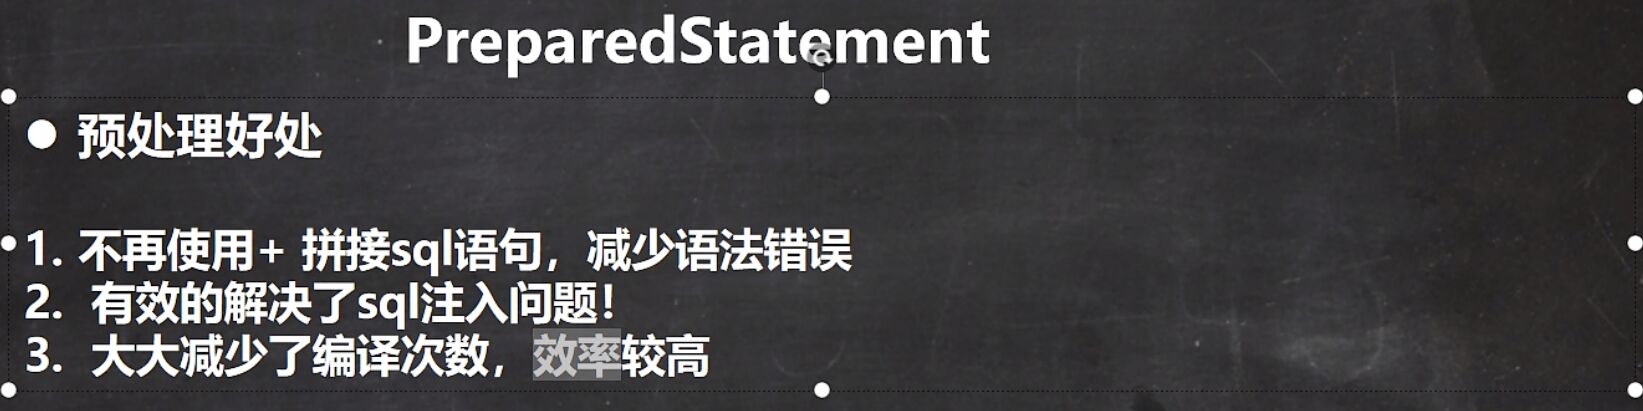 PreparedStatement
● 预处理好处
1. 不再使用+ 拼接sql语句，减少语法错误
2. 有效的解决了sql注入问题！
3. 大大减少了编译次数，效率较高